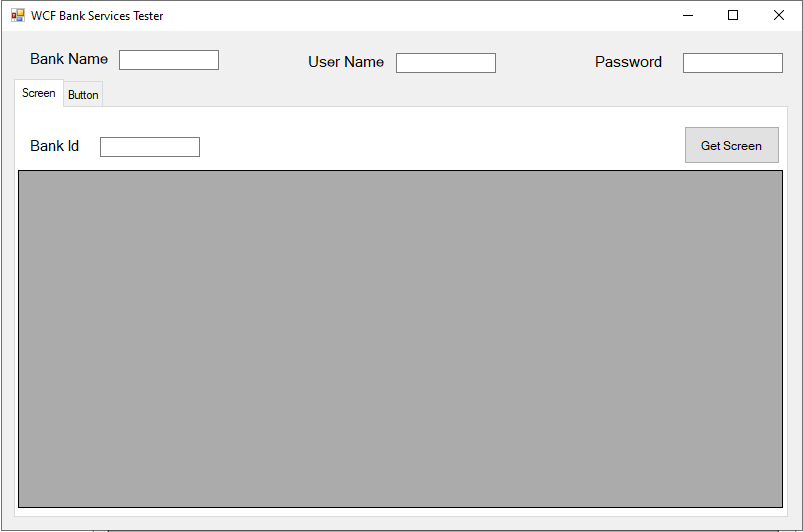 WCF Bank Services Tester
Bank Name User Name Password
Screen Button
Bank Id Get Screen